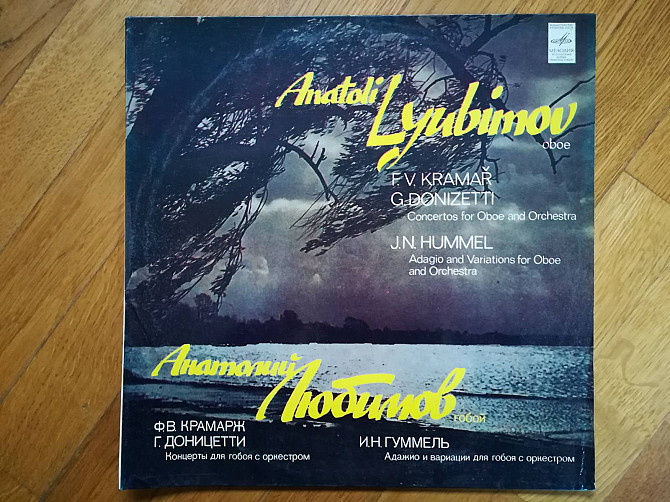 МЕЛОДИЯ
Anatoli
Lyubimov
oboe
F.V. KRAMAŘ
G. DONIZETTI
Concertos for Oboe and Orchestra
J.N. HUMMEL
Adagio and Variations for Oboe
and Orchestra
Анатолий
Любимов
гобой
Ф.В. КРАМАРЖ
Г. ДОНИЦЕТТИ
Концерты для гобоя с оркестром
И.Н. ГУММЕЛЬ
Адажио и вариации для гобоя с оркестром